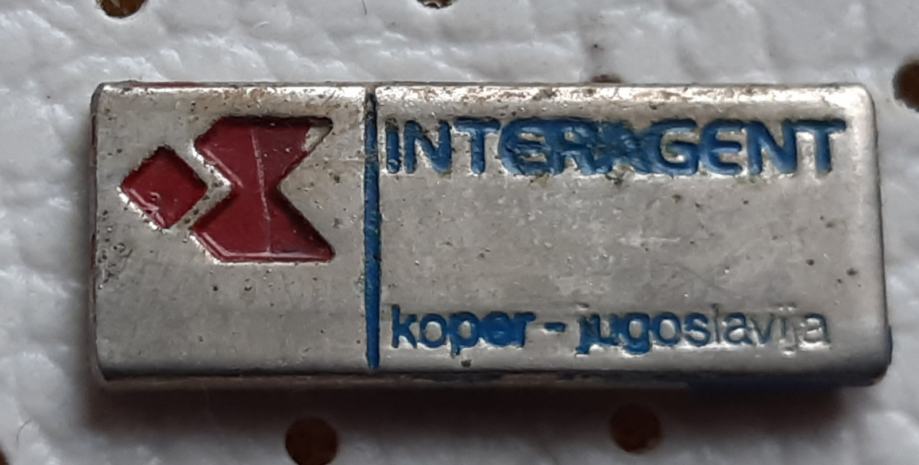 INTERAGENT
koper - jugoslavija